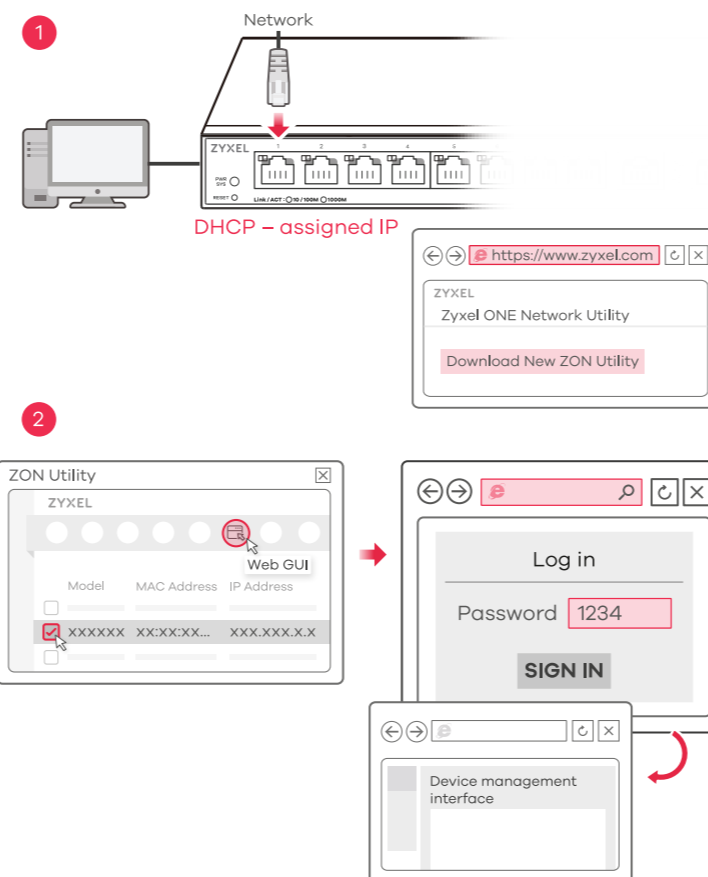 1
Network
ZYXEL
1 2 3 4 5
PWR
SYS
RESET
Link / ACT : 10 / 100M 1000M
DHCP – assigned IP
https://www.zyxel.com
ZYXEL
Zyxel ONE Network Utility
Download New ZON Utility
2
ZON Utility
ZYXEL
Web GUI
Model MAC Address IP Address
XXXXXX XX:XX:XX... XXX.XXX.X.X
Log in
Password 1234
SIGN IN
Device management
interface